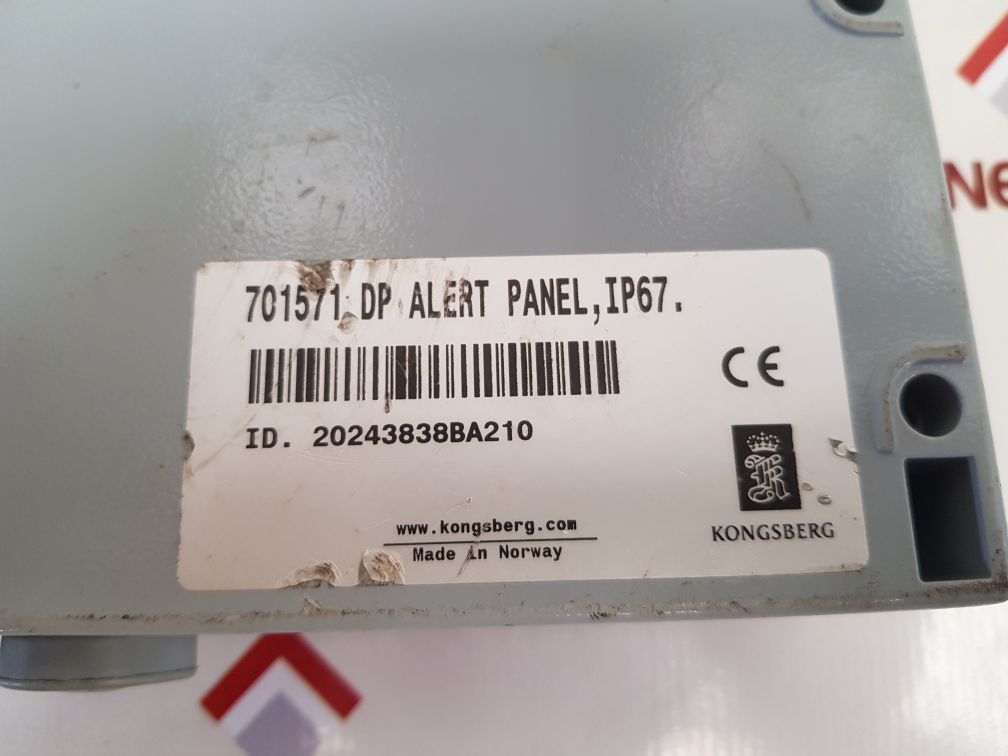 701571 DP ALERT PANEL,IP67.
CE
ID. 20243838BA210
www.kongsberg.com
Made in Norway
KONGSBERG